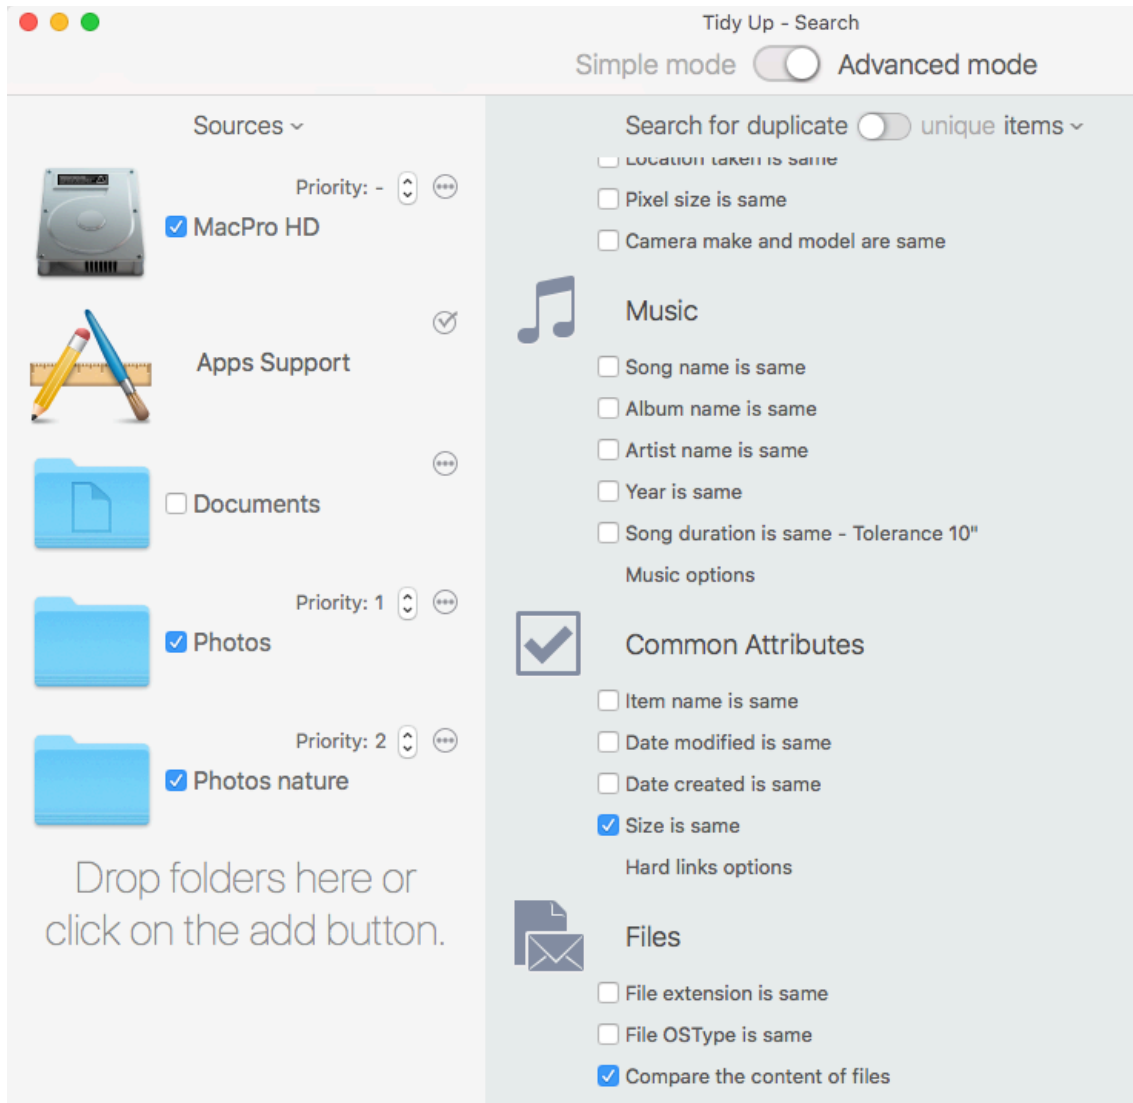 Tidy Up - Search
Simple mode Advanced mode
Sources
Priority: -
MacPro HD
Apps Support
Documents
Priority: 1
Photos
Priority: 2
Photos nature
Drop folders here or
click on the add button.
Search for duplicate unique items
Location taken is same
Pixel size is same
Camera make and model are same
Music
Song name is same
Album name is same
Artist name is same
Year is same
Song duration is same - Tolerance 10"
Music options
Common Attributes
Item name is same
Date modified is same
Date created is same
Size is same
Hard links options
Files
File extension is same
File OSType is same
Compare the content of files